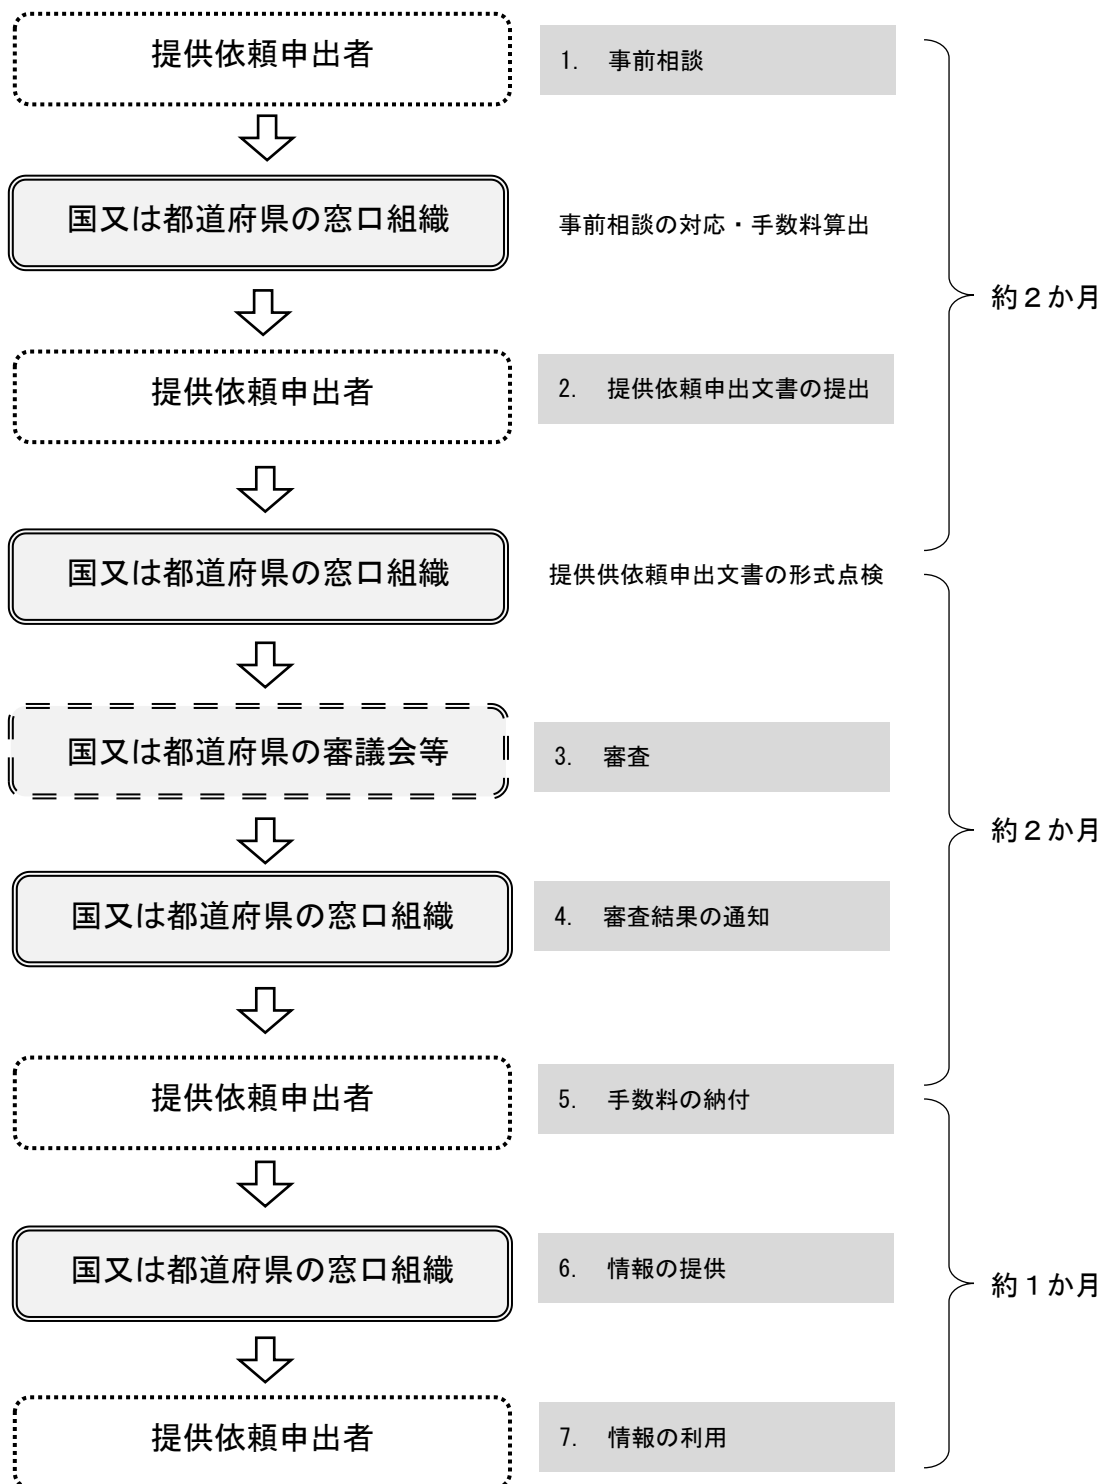 提供依頼申出者
1. 事前相談
国又は都道府県の窓口組織
事前相談の対応・手数料算出
約２か月
提供依頼申出者
2. 提供依頼申出文書の提出
国又は都道府県の窓口組織
提供供依頼申出文書の形式点検
国又は都道府県の審議会等
3. 審査
約２か月
国又は都道府県の窓口組織
4. 審査結果の通知
提供依頼申出者
5. 手数料の納付
国又は都道府県の窓口組織
6. 情報の提供
約１か月
提供依頼申出者
7. 情報の利用